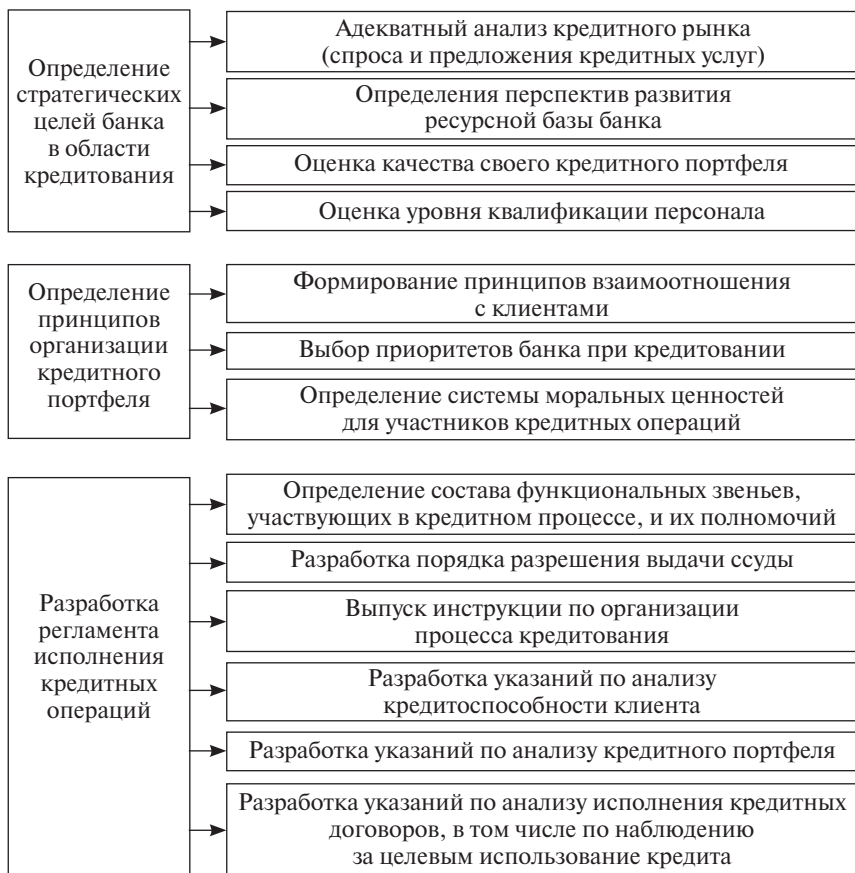 Определение
стратегических
целей банка
в области
кредитования
Адекватный анализ кредитного рынка
(спроса и предложения кредитных услуг)
Определения перспектив развития
ресурсной базы банка
Оценка качества своего кредитного портфеля
Оценка уровня квалификации персонала
Определение
принципов
организации
кредитного
портфеля
Формирование принципов взаимоотношения
с клиентами
Выбор приоритетов банка при кредитовании
Определение системы моральных ценностей
для участников кредитных операций
Разработка
регламента
исполнения
кредитных
операций
Определение состава функциональных звеньев,
участвующих в кредитном процессе, и их полномочий
Разработка порядка разрешения выдачи ссуды
Выпуск инструкции по организации
процесса кредитования
Разработка указаний по анализу
кредитоспособности клиента
Разработка указаний по анализу кредитного портфеля
Разработка указаний по анализу исполнения кредитных
договоров, в том числе по наблюдению
за целевым использование кредита